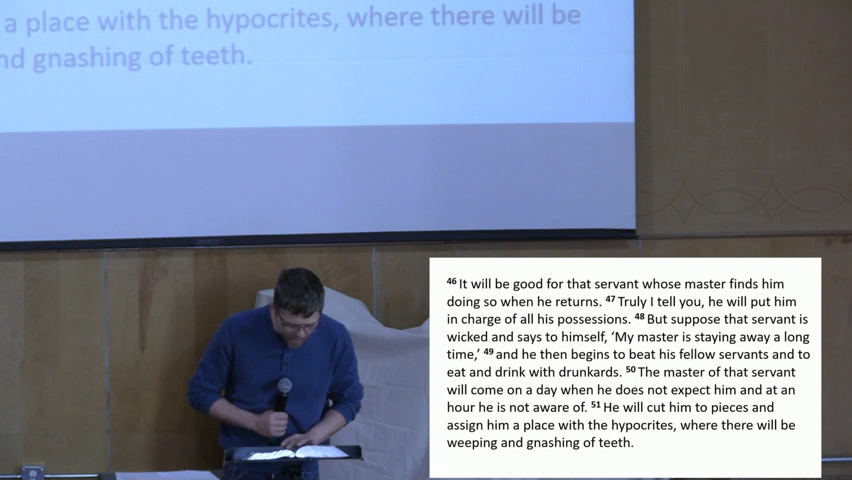 a place with the hypocrites, where there will be
nd gnashing of teeth.
46 It will be good for that servant whose master finds him
doing so when he returns. 47 Truly I tell you, he will put him
in charge of all his possessions. 48 But suppose that servant is
wicked and says to himself, ‘My master is staying away a long
time,’ 49 and he then begins to beat his fellow servants and to
eat and drink with drunkards. 50 The master of that servant
will come on a day when he does not expect him and at an
hour he is not aware of. 51 He will cut him to pieces and
assign him a place with the hypocrites, where there will be
weeping and gnashing of teeth.